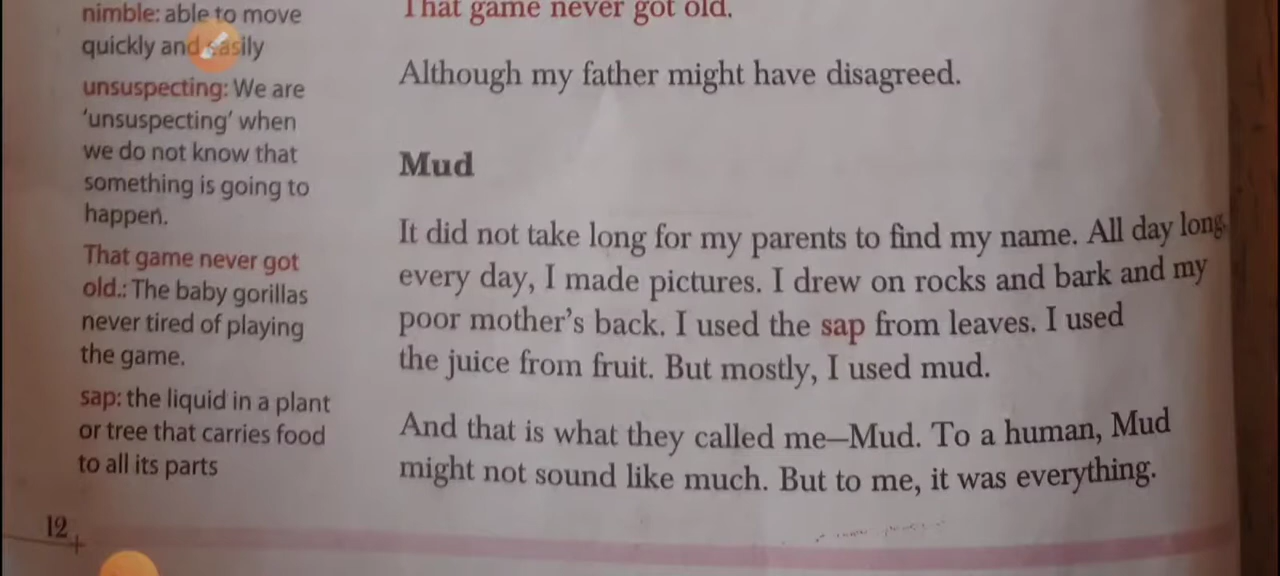 nimble: able to move
quickly and easily
unsuspecting: We are
'unsuspecting' when
we do not know that
something is going to
happen.
That game never got
old.: The baby gorillas
never tired of playing
the game.
sap: the liquid in a plant
or tree that carries food
to all its parts
12
That game never got old.
Although my father might have disagreed.
Mud
It did not take long for my parents to find my name. All day long,
every day, I made pictures. I drew on rocks and bark and my
poor mother's back. I used the sap from leaves. I used
the juice from fruit. But mostly, I used mud.
And that is what they called me—Mud. To a human, Mud
might not sound like much. But to me, it was everything.